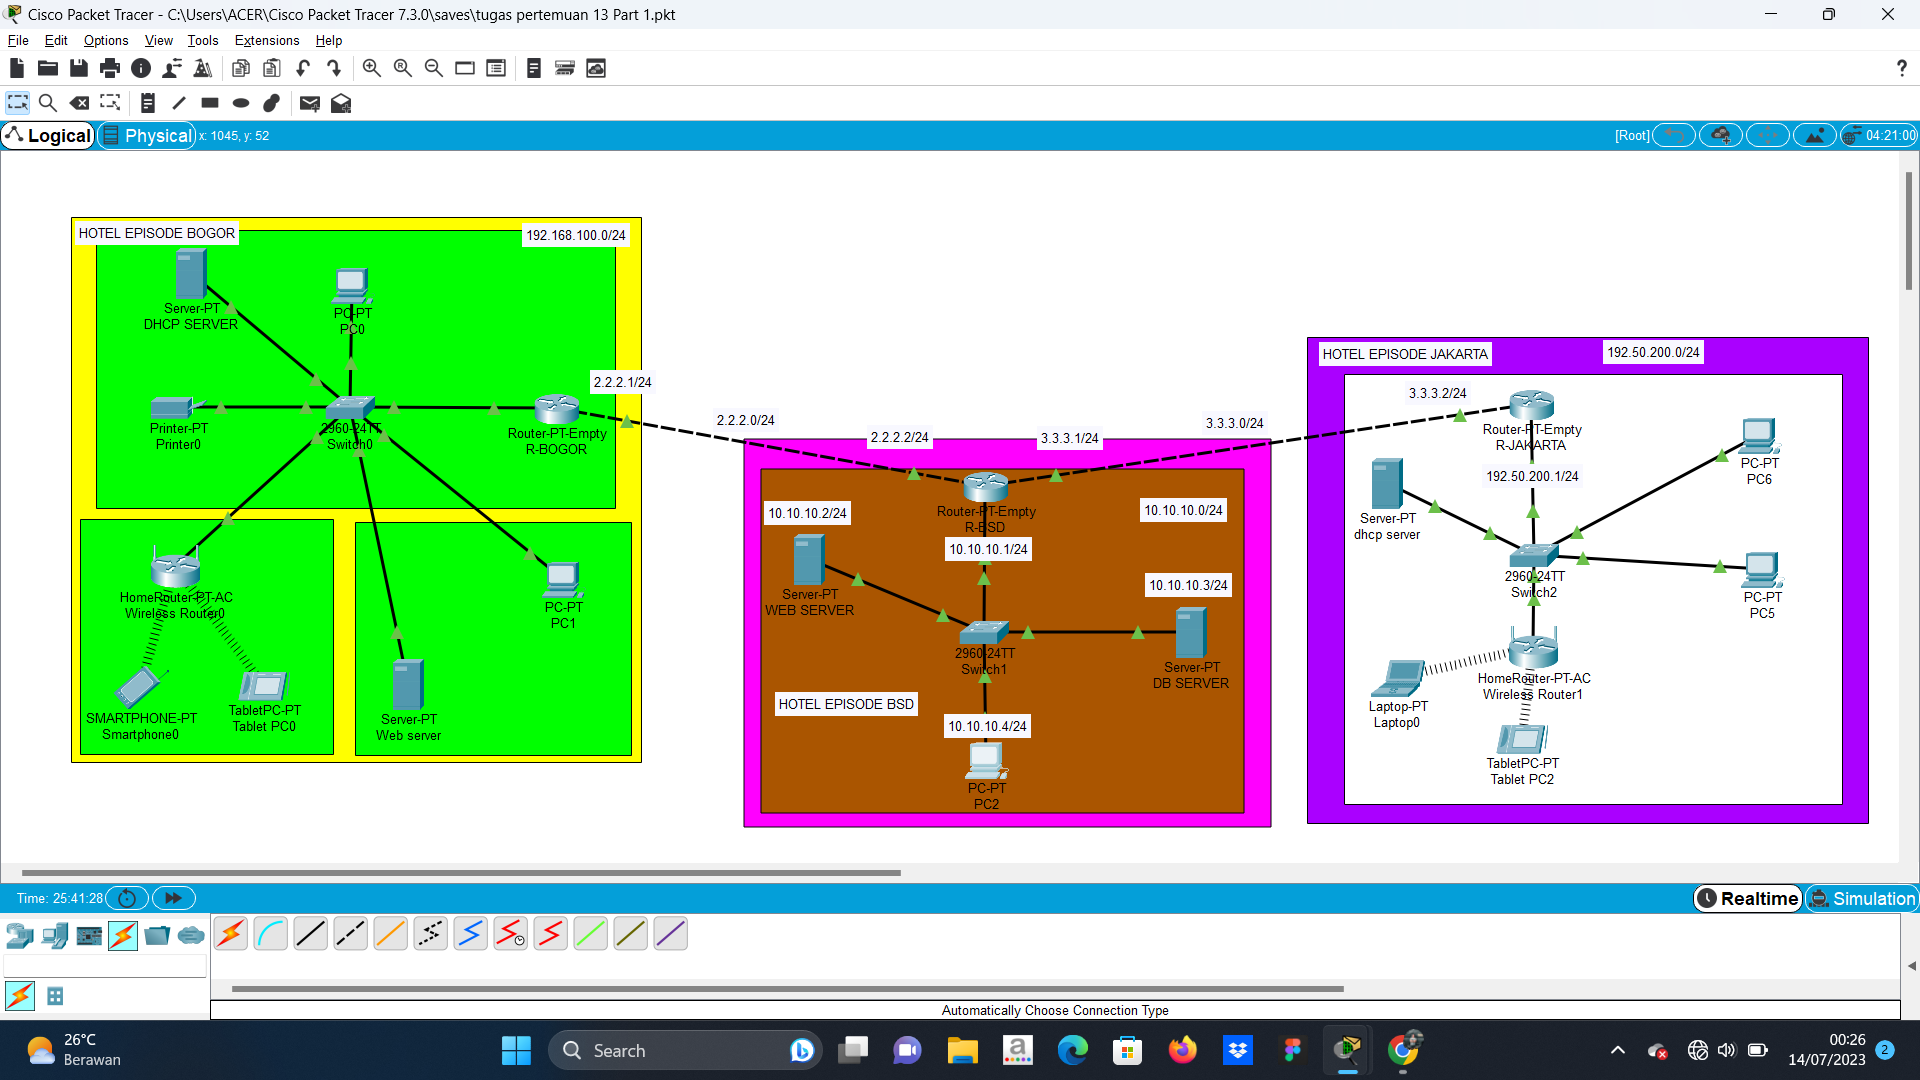 Cisco Packet Tracer - C:\Users\ACER\Cisco Packet Tracer 7.3.0\saves\tugas pertemuan 13 Part 1.pkt
File Edit Options View Tools Extensions Help
?
Logical Physical x: 1045, y: 52 [Root] 04:21:00
HOTEL EPISODE BOGOR
192.168.100.0/24
Server-PT
DHCP SERVER
PC-PT
PC0
Printer-PT
Printer0
2960-24TT
Switch0
2.2.2.1/24
Router-PT-Empty
R-BOGOR
HomeRouter-PT-AC
Wireless Router0
SMARTPHONE-PT
Smartphone0
TabletPC-PT
Tablet PC0
PC-PT
PC1
Server-PT
Web server
2.2.2.0/24
2.2.2.2/24
3.3.3.1/24
3.3.3.0/24
10.10.10.2/24
Router-PT-Empty
R-BSD
10.10.10.0/24
10.10.10.1/24
Server-PT
WEB SERVER
10.10.10.3/24
2960-24TT
Switch1
Server-PT
DB SERVER
HOTEL EPISODE BSD
10.10.10.4/24
PC-PT
PC2
HOTEL EPISODE JAKARTA
192.50.200.0/24
3.3.3.2/24
Router-PT-Empty
R-JAKARTA
192.50.200.1/24
PC-PT
PC6
Server-PT
dhcp server
2960-24TT
Switch2
PC-PT
PC5
HomeRouter-PT-AC
Wireless Router1
Laptop-PT
Laptop0
TabletPC-PT
Tablet PC2
Time: 25:41:28 Realtime Simulation
Automatically Choose Connection Type
26°C
Berawan
Search
00:26
14/07/2023
2